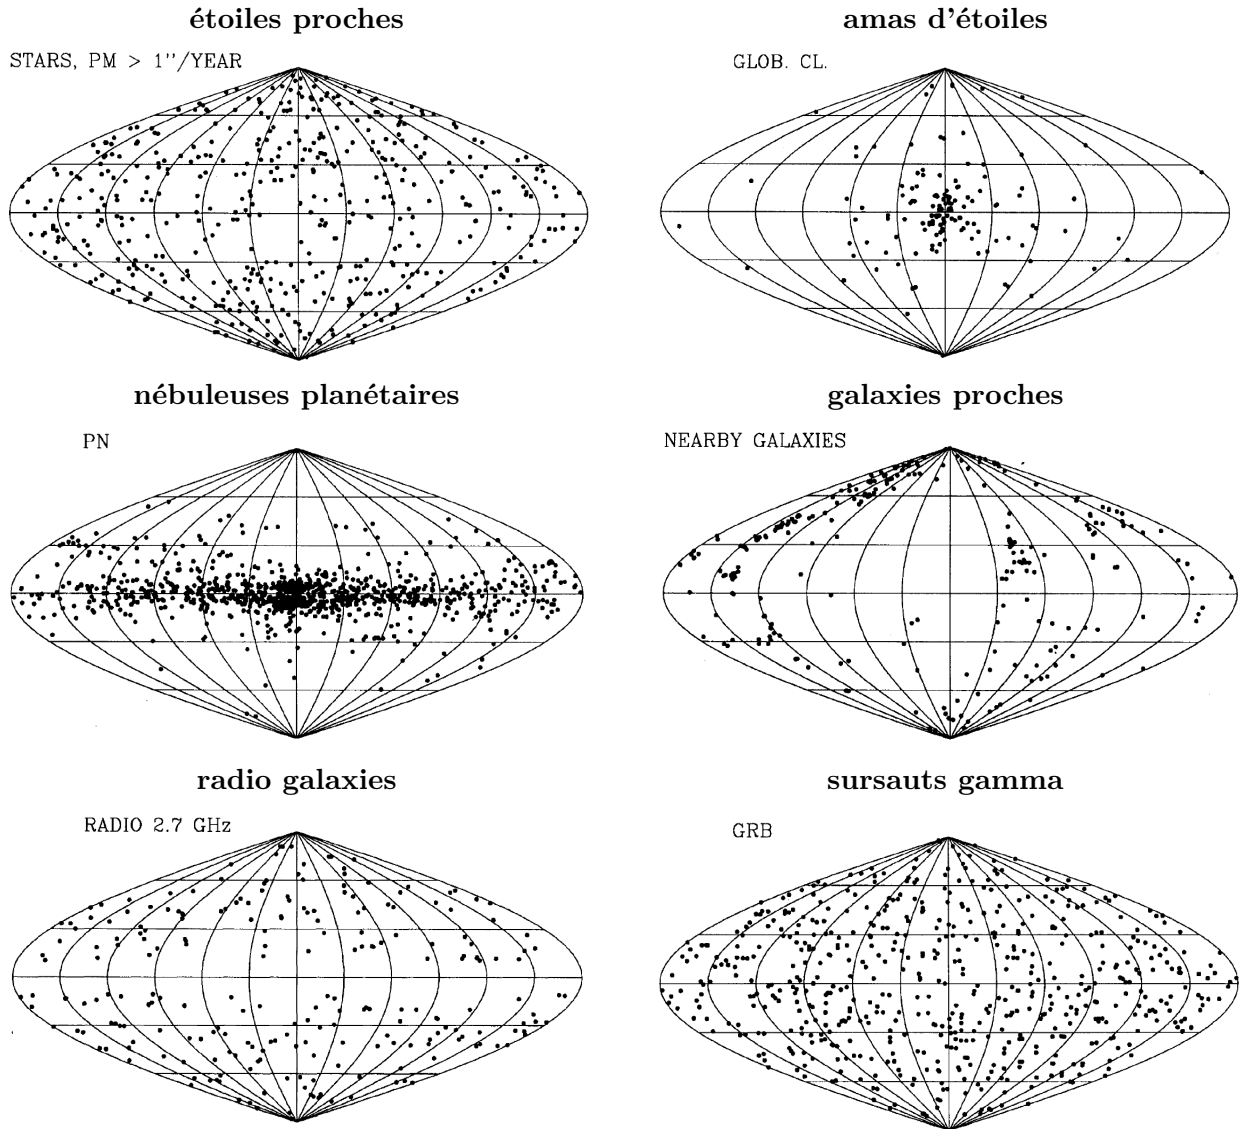 étoiles proches
STARS, PM > 1''/YEAR
amas d'étoiles
GLOB. CL.
nébuleuses planétaires
PN
galaxies proches
NEARBY GALAXIES
radio galaxies
RADIO 2.7 GHz
sursauts gamma
GRB